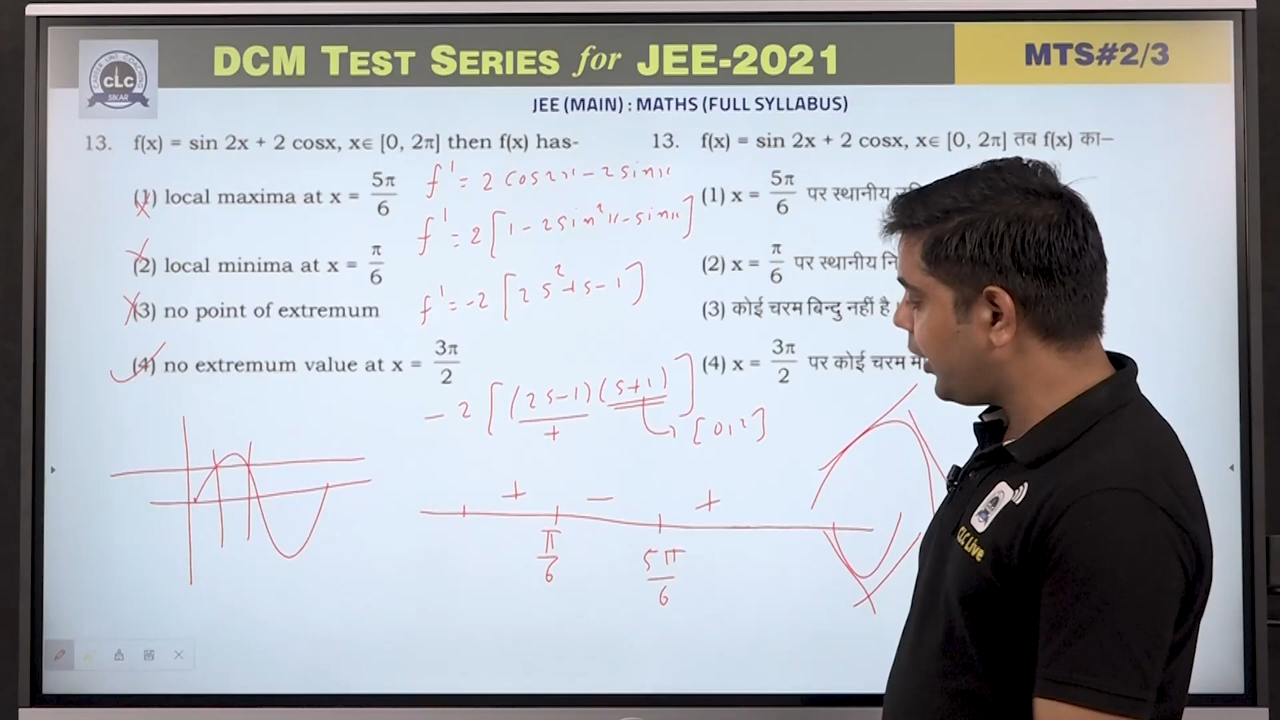 DCM TEST SERIES for JEE-2021
MTS#2/3
CLC
SIKAR
JEE (MAIN) : MATHS (FULL SYLLABUS)
13. f(x) = sin 2x + 2 cosx, x∈ [0, 2π] then f(x) has-
(1) local maxima at x = 5π/6
(2) local minima at x = π/6
(3) no point of extremum
(4) no extremum value at x = 3π/2
f' = 2 cos2x - 2 sinx
f' = 2 [1 - 2 sin²x - sinx]
f' = -2 [2s² + s - 1]
-2 [(2s-1)(s+1)]
+
→ [0,2]
+ - +
π/6 5π/6
13. f(x) = sin 2x + 2 cosx, x∈ [0, 2π] तब f(x) का–
(1) x = 5π/6 पर स्थानीय
(2) x = π/6 पर स्थानीय
(3) कोई चरम बिन्दु नहीं है
(4) x = 3π/2 पर कोई चरम
CLC Live